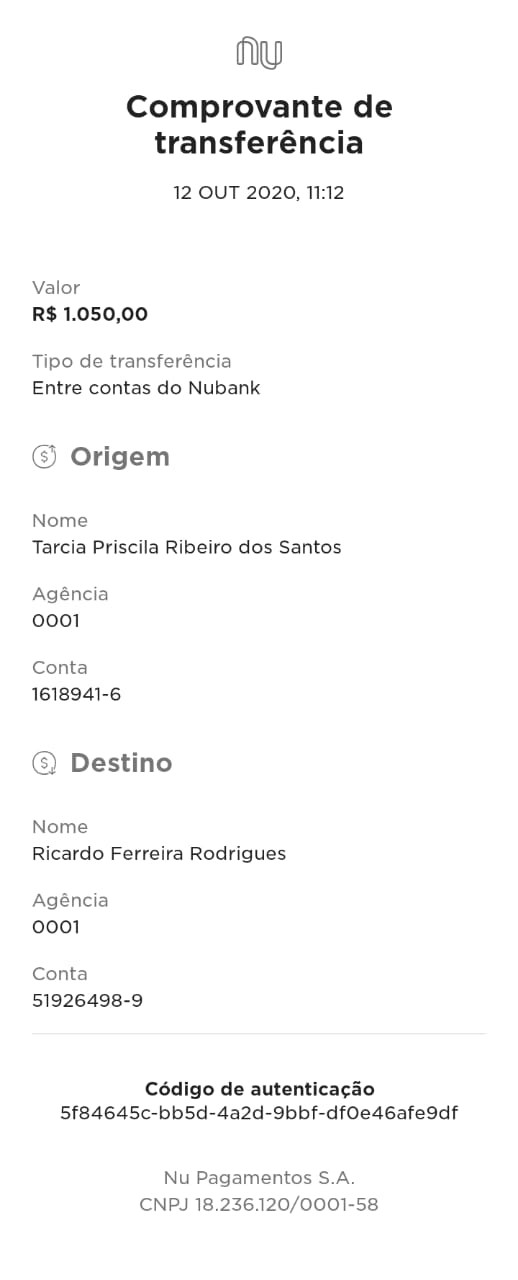 nu
Comprovante de
transferência
12 OUT 2020, 11:12
Valor
R$ 1.050,00
Tipo de transferência
Entre contas do Nubank
Origem
Nome
Tarcia Priscila Ribeiro dos Santos
Agência
0001
Conta
1618941-6
Destino
Nome
Ricardo Ferreira Rodrigues
Agência
0001
Conta
51926498-9
Código de autenticação
5f84645c-bb5d-4a2d-9bbf-df0e46afe9df
Nu Pagamentos S.A.
CNPJ 18.236.120/0001-58